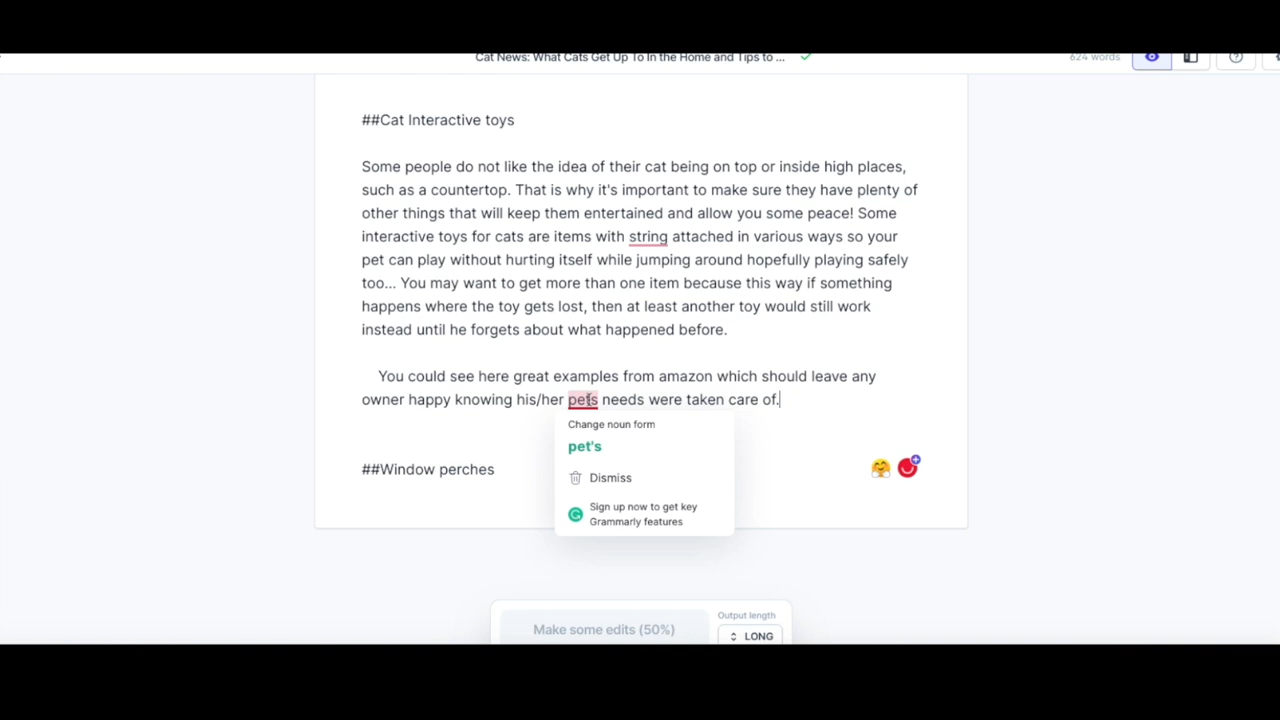 Cat News: What Cats Get Up To In the Home and Tips to ...
624 words
##Cat Interactive toys
Some people do not like the idea of their cat being on top or inside high places,
such as a countertop. That is why it's important to make sure they have plenty of
other things that will keep them entertained and allow you some peace! Some
interactive toys for cats are items with string attached in various ways so your
pet can play without hurting itself while jumping around hopefully playing safely
too... You may want to get more than one item because this way if something
happens where the toy gets lost, then at least another toy would still work
instead until he forgets about what happened before.
You could see here great examples from amazon which should leave any
owner happy knowing his/her pets needs were taken care of.
Change noun form
pet's
Dismiss
Sign up now to get key
Grammarly features
##Window perches
Make some edits (50%)
Output length
LONG